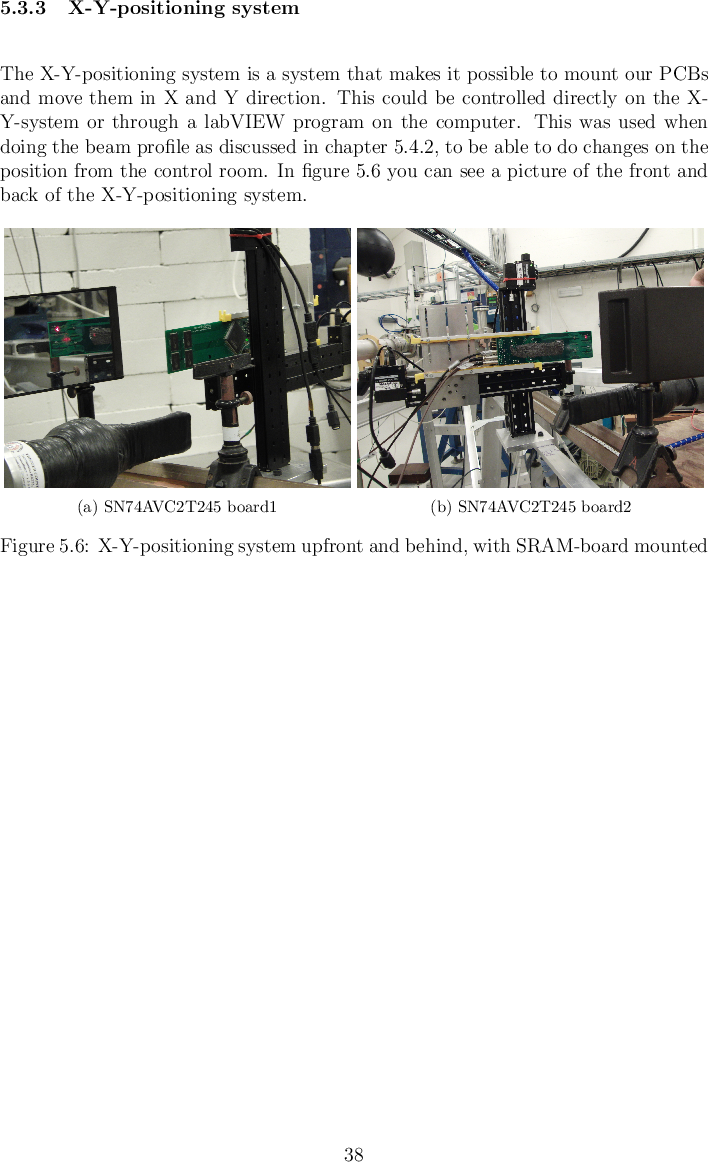 5.3.3 X-Y-positioning system
The X-Y-positioning system is a system that makes it possible to mount our PCBs
and move them in X and Y direction. This could be controlled directly on the X-
Y-system or through a labVIEW program on the computer. This was used when
doing the beam profile as discussed in chapter 5.4.2, to be able to do changes on the
position from the control room. In figure 5.6 you can see a picture of the front and
back of the X-Y-positioning system.
(a) SN74AVC2T245 board1
(b) SN74AVC2T245 board2
Figure 5.6: X-Y-positioning system upfront and behind, with SRAM-board mounted
38